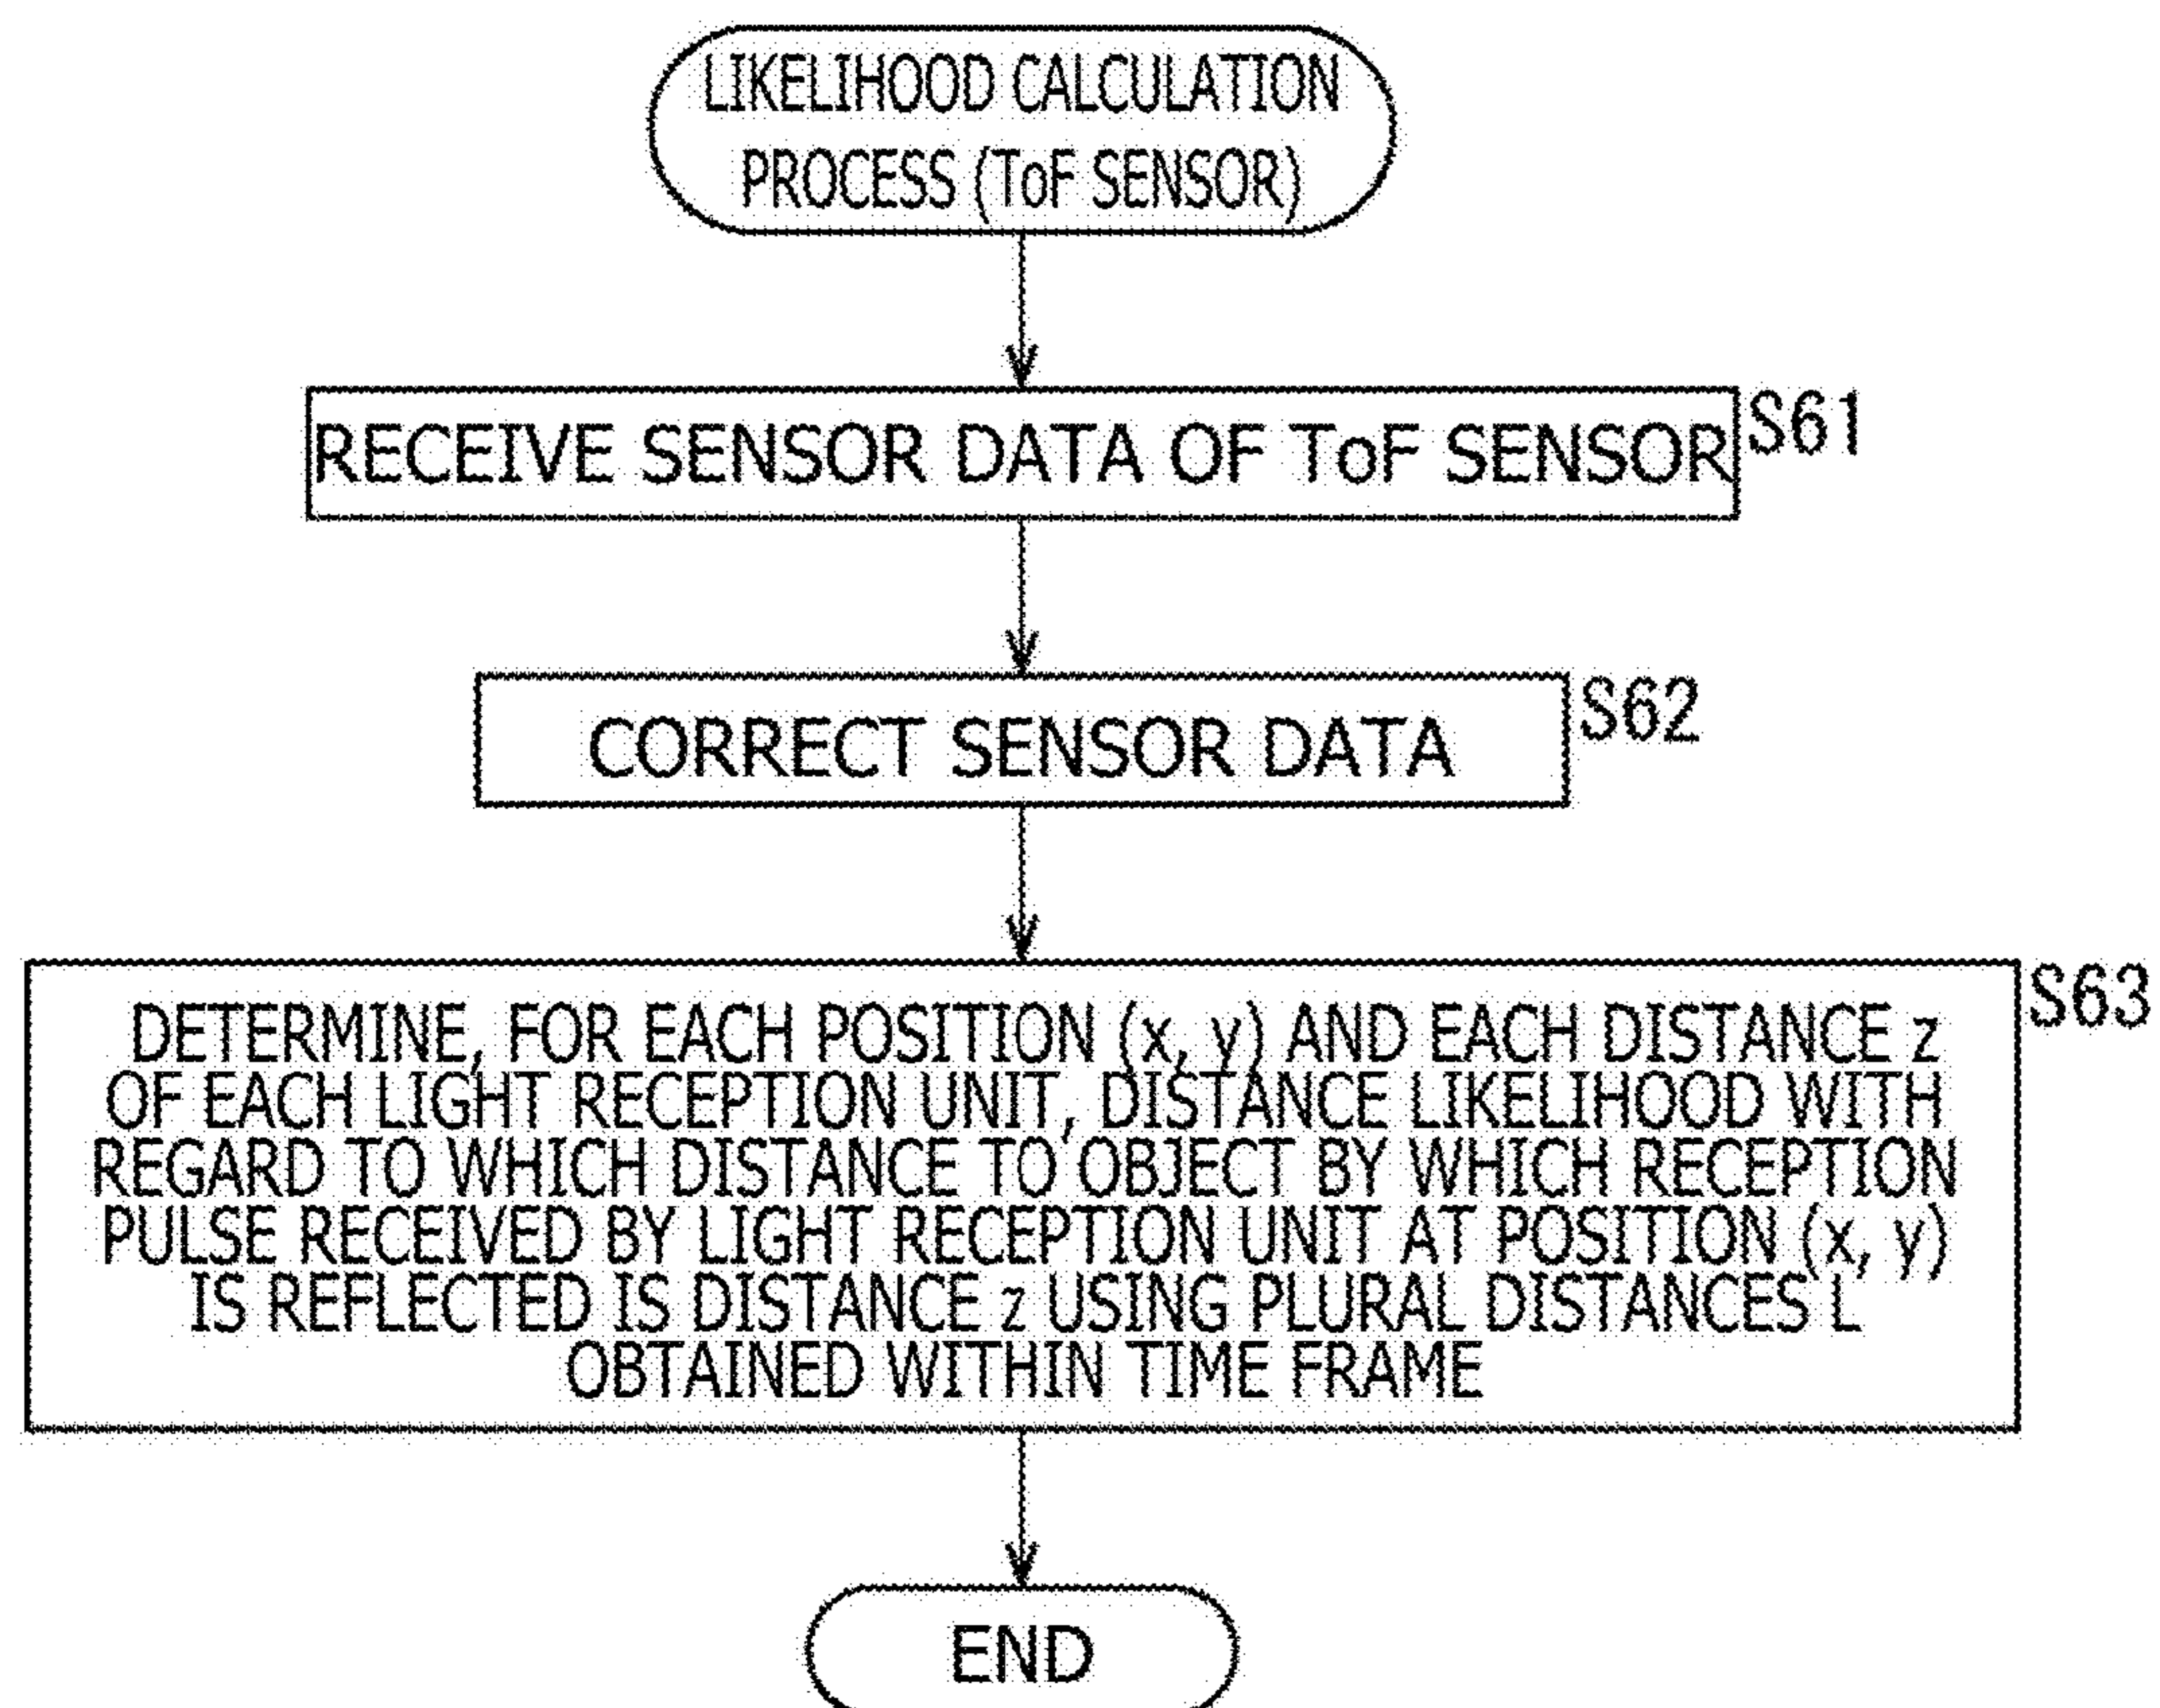 LIKELIHOOD CALCULATION
PROCESS (ToF SENSOR)
RECEIVE SENSOR DATA OF ToF SENSOR
S61
CORRECT SENSOR DATA
S62
DETERMINE, FOR EACH POSITION (x, y) AND EACH DISTANCE z
OF EACH LIGHT RECEPTION UNIT, DISTANCE LIKELIHOOD WITH
REGARD TO WHICH DISTANCE TO OBJECT BY WHICH RECEPTION
PULSE RECEIVED BY LIGHT RECEPTION UNIT AT POSITION (x, y)
IS REFLECTED IS DISTANCE z USING PLURAL DISTANCES L
OBTAINED WITHIN TIME FRAME
S63
END